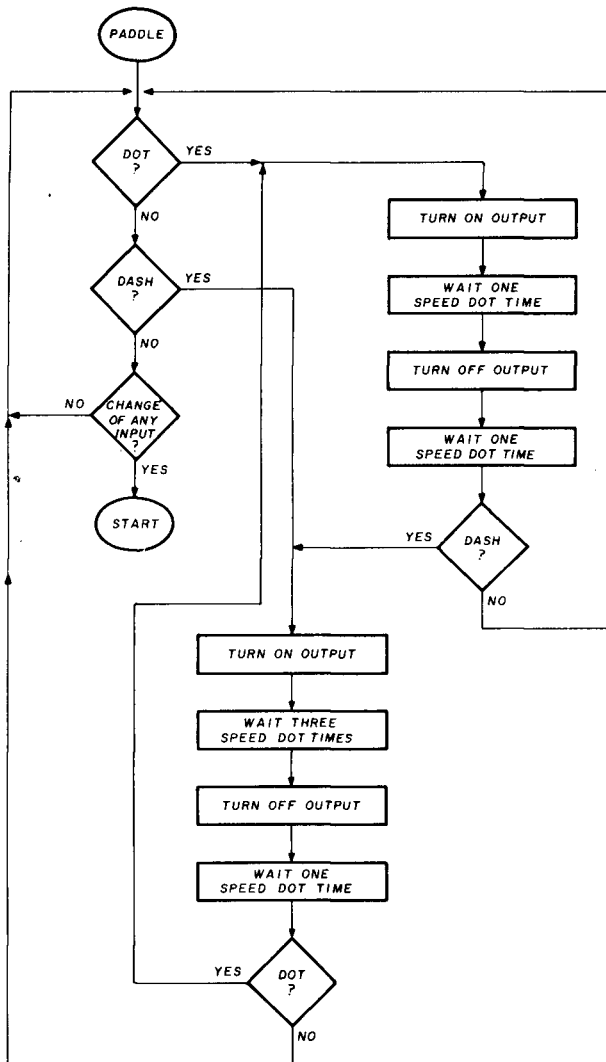 PADDLE
DOT
?
YES
NO
TURN ON OUTPUT
DASH
?
YES
WAIT ONE
SPEED DOT TIME
NO
TURN OFF OUTPUT
NO
CHANGE
OF ANY
INPUT
?
YES
WAIT ONE
SPEED DOT TIME
START
YES
DASH
?
NO
TURN ON OUTPUT
WAIT THREE
SPEED DOT TIMES
TURN OFF OUTPUT
WAIT ONE
SPEED DOT TIME
YES
DOT
?
NO